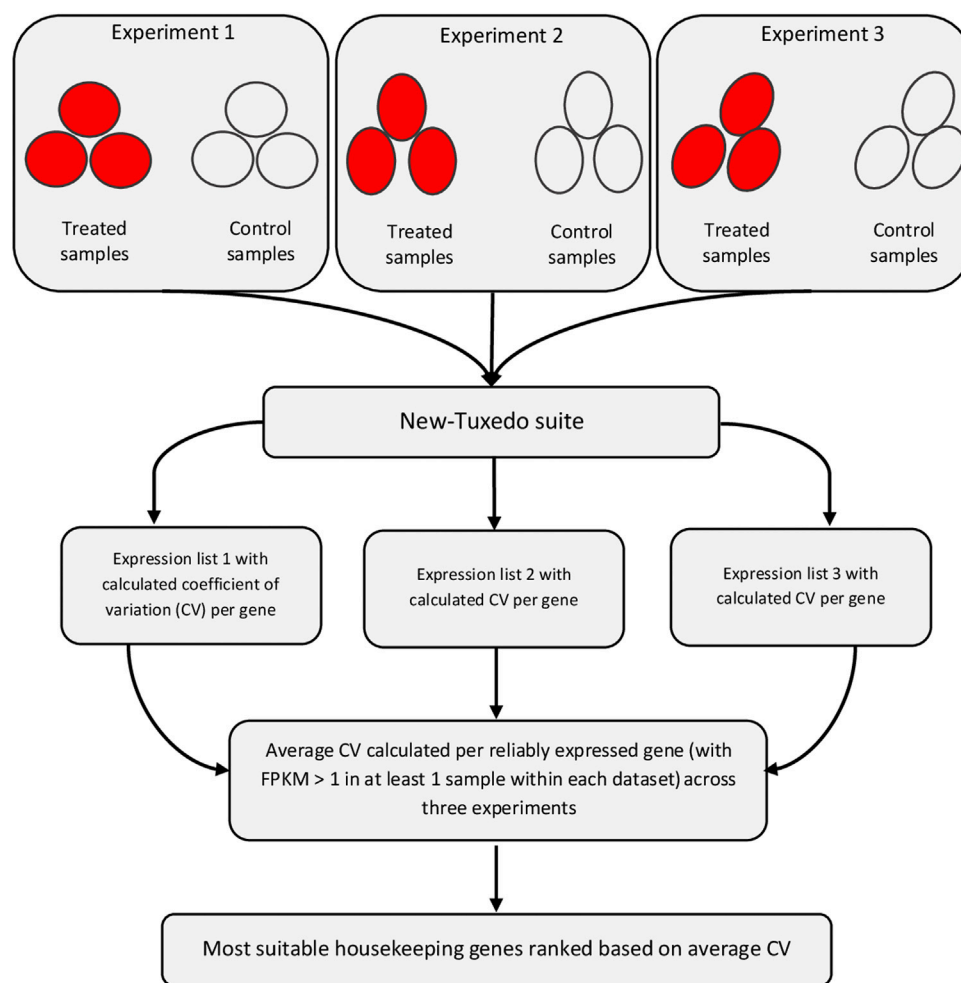 Experiment 1
Treated
samples
Control
samples
Experiment 2
Treated
samples
Control
samples
Experiment 3
Treated
samples
Control
samples
New-Tuxedo suite
Expression list 1 with
calculated coefficient of
variation (CV) per gene
Expression list 2 with
calculated CV per gene
Expression list 3 with
calculated CV per gene
Average CV calculated per reliably expressed gene (with
FPKM > 1 in at least 1 sample within each dataset) across
three experiments
Most suitable housekeeping genes ranked based on average CV